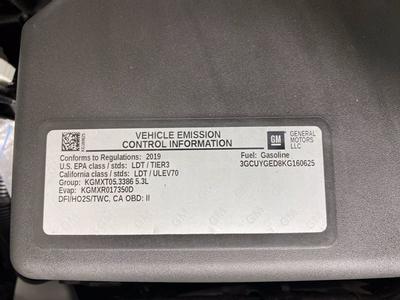 VEHICLE EMISSION
CONTROL INFORMATION
GM
GENERAL
MOTORS
LLC
Conforms to Regulations: 2019
Fuel: Gasoline
U.S. EPA class / stds: LDT / TIER3
3GCUYGED8KG160625
California class / stds: LDT / ULEV70
Group: KGMXT05.3386 5.3L
Evap: KGMXR017350D
DFI/HO2S/TWC, CA OBD: II